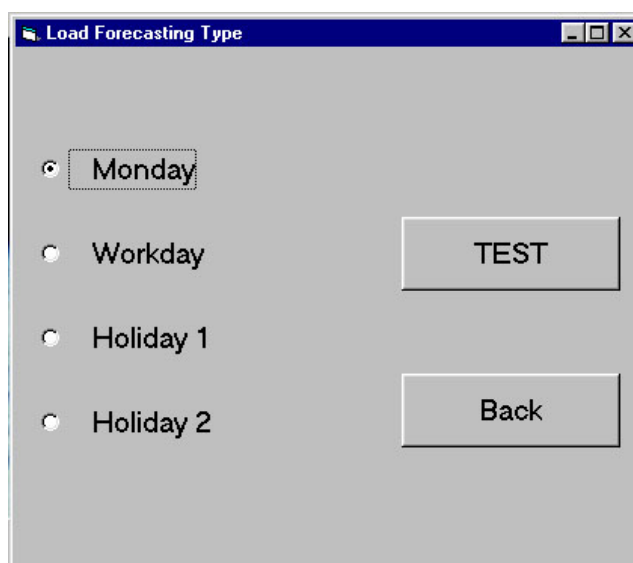 Load Forecasting Type
Monday
Workday
TEST
Holiday 1
Back
Holiday 2